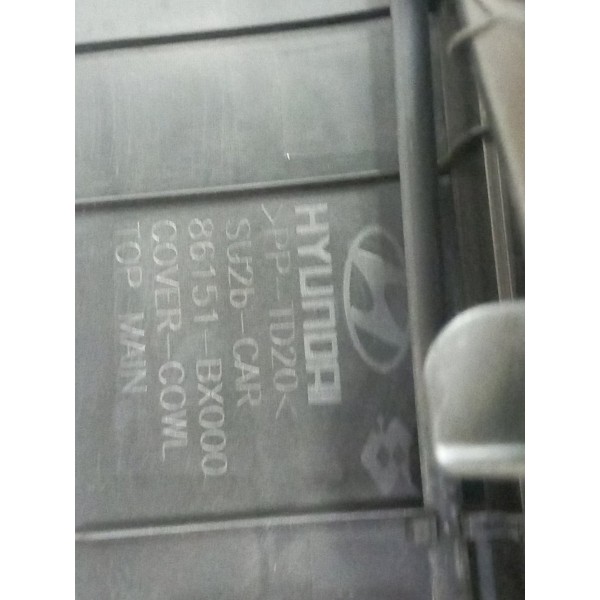 HYUNDAI
>PP-TD20<
SU2b-CAR
86151-BX000
COVER-COWL
TOP MAIN